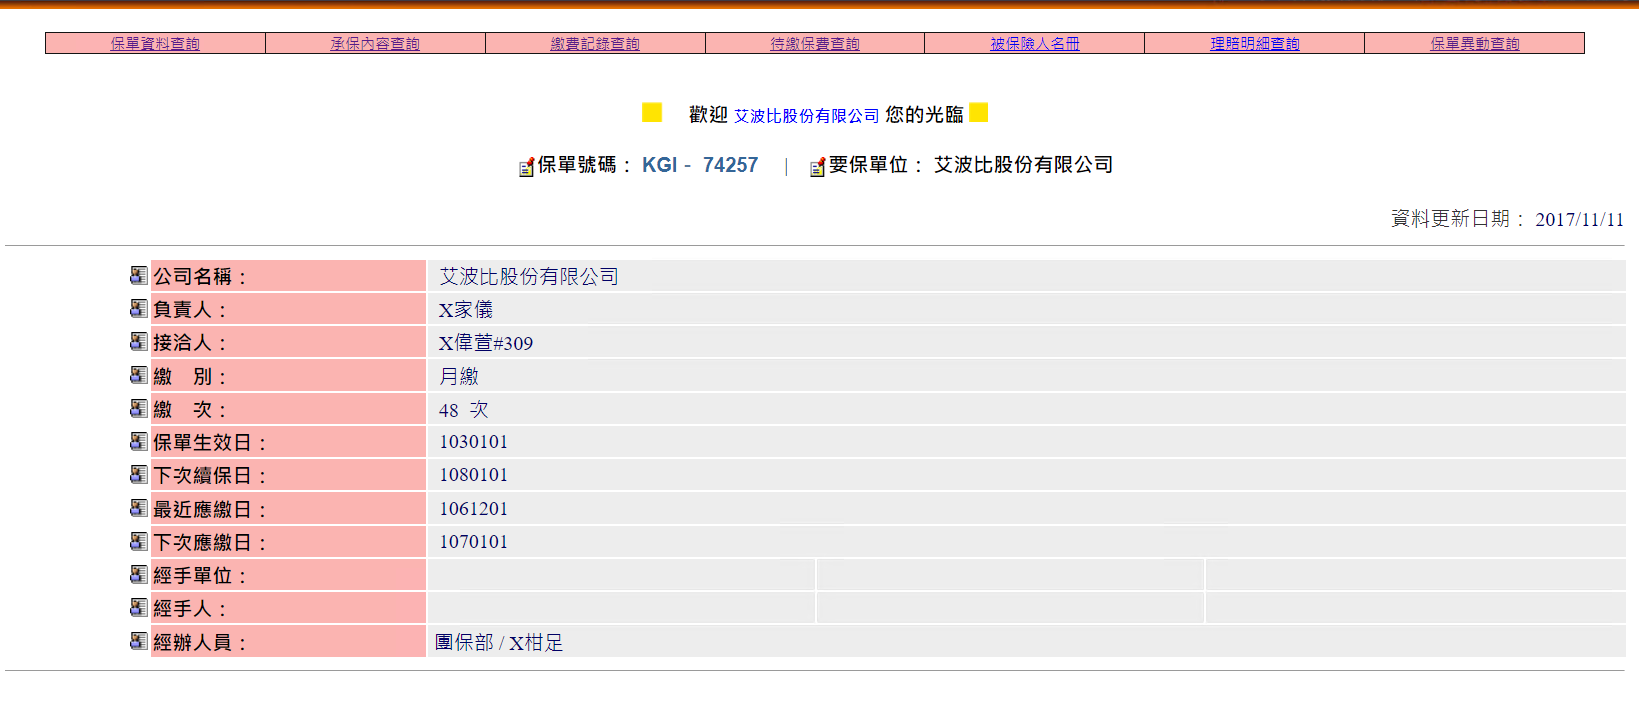 保單資料查詢 承保內容查詢 繳費記錄查詢 待繳保費查詢 被保險人名冊 理賠明細查詢 保單異動查詢
歡迎 艾波比股份有限公司 您的光臨
保單號碼： KGI - 74257 | 要保單位： 艾波比股份有限公司
資料更新日期： 2017/11/11
公司名稱： 艾波比股份有限公司
負責人： X家儀
接洽人： X偉萱#309
繳　別： 月繳
繳　次： 48 次
保單生效日： 1030101
下次續保日： 1080101
最近應繳日： 1061201
下次應繳日： 1070101
經手單位：
經手人：
經辦人員： 團保部 / X柑足